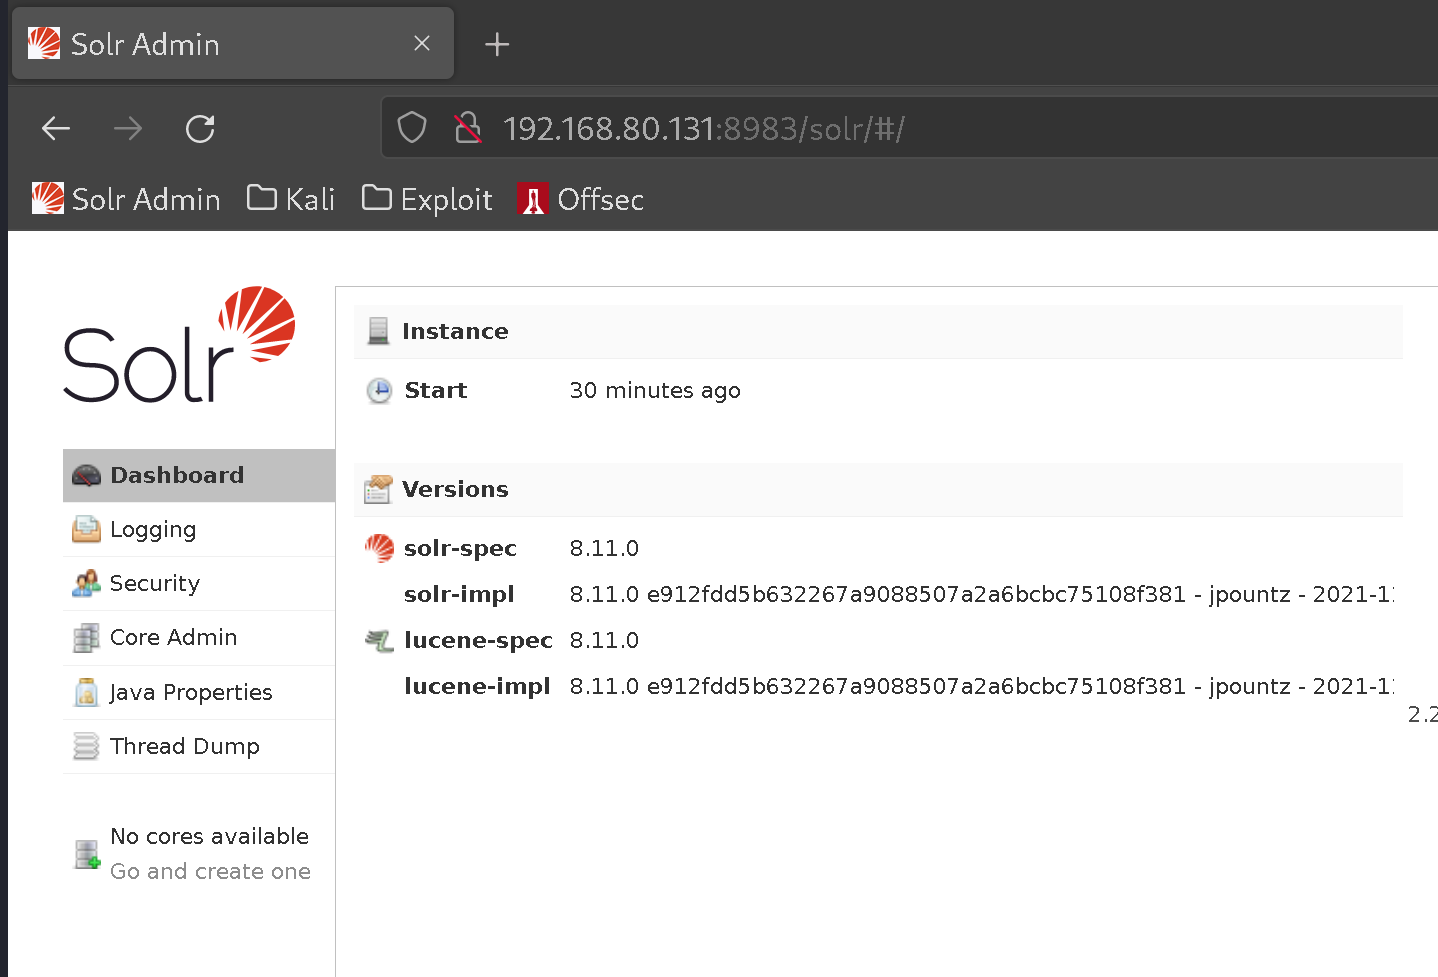 Solr Admin
192.168.80.131:8983/solr/#/
Solr Admin Kali Exploit Offsec
Solr
Dashboard
Logging
Security
Core Admin
Java Properties
Thread Dump
No cores available
Go and create one
Instance
Start 30 minutes ago
Versions
solr-spec 8.11.0
solr-impl 8.11.0 e912fdd5b632267a9088507a2a6bcbc75108f381 - jpountz - 2021-1
lucene-spec 8.11.0
lucene-impl 8.11.0 e912fdd5b632267a9088507a2a6bcbc75108f381 - jpountz - 2021-1
2.2